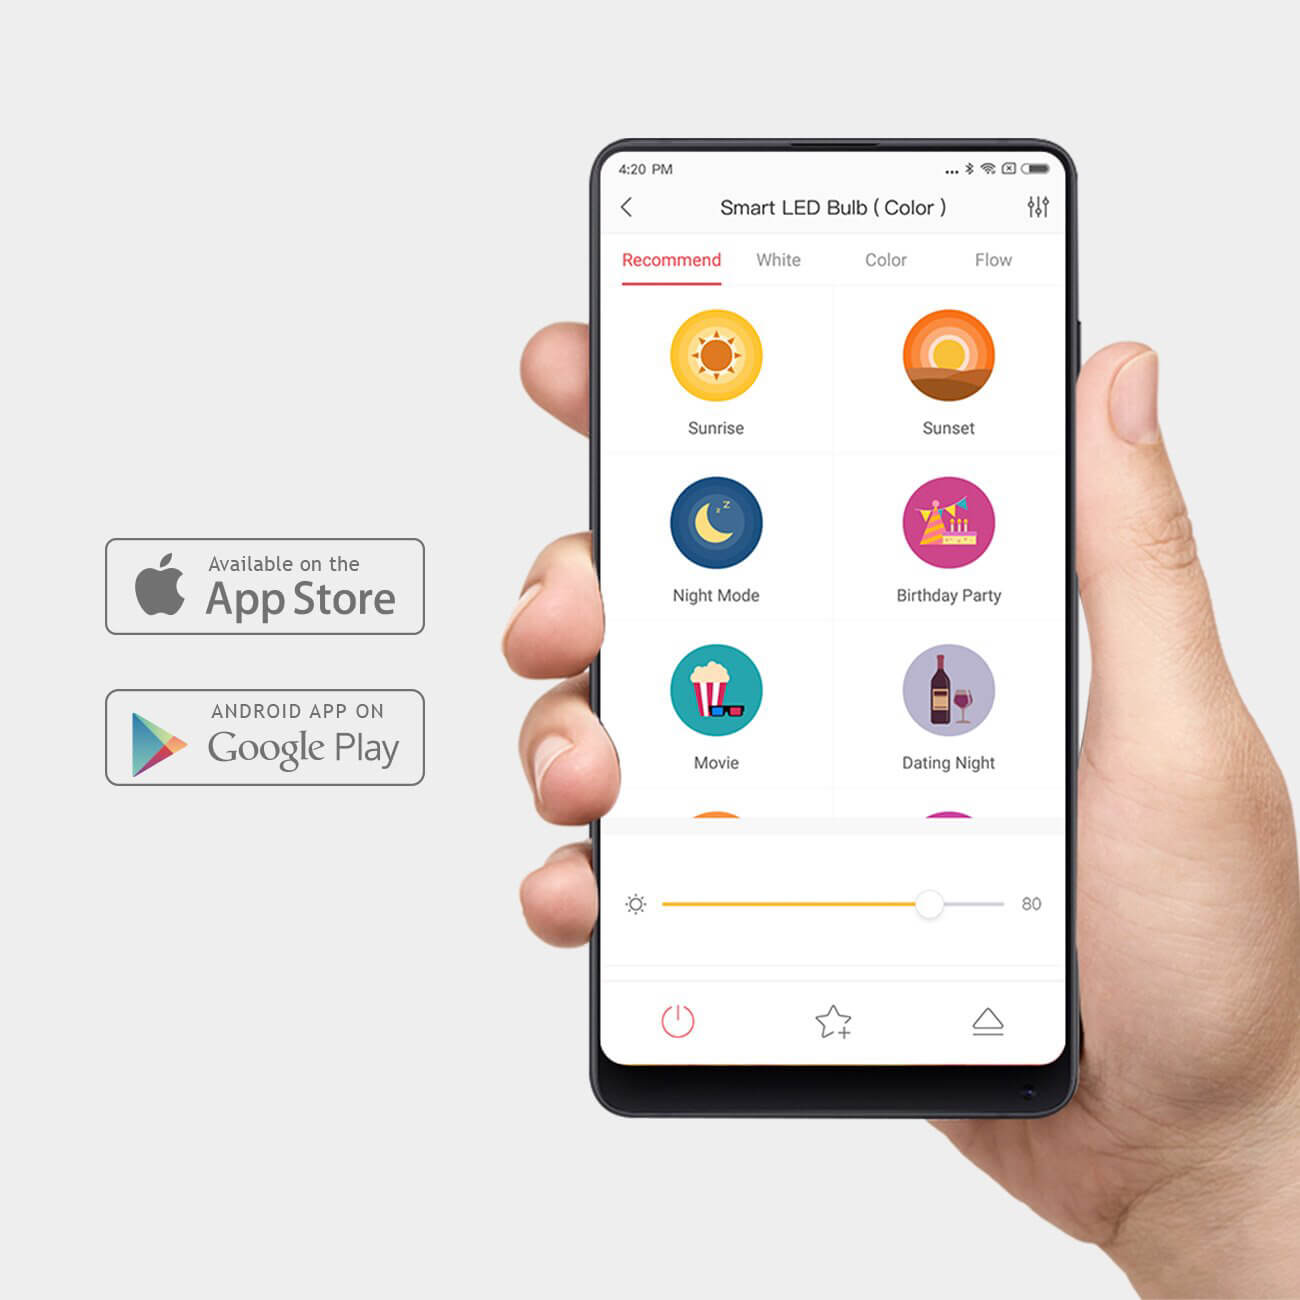 Available on the
App Store
ANDROID APP ON
Google Play
4:20 PM
Smart LED Bulb ( Color )
Recommend White Color Flow
Sunrise Sunset
z z
Night Mode Birthday Party
Movie Dating Night
80